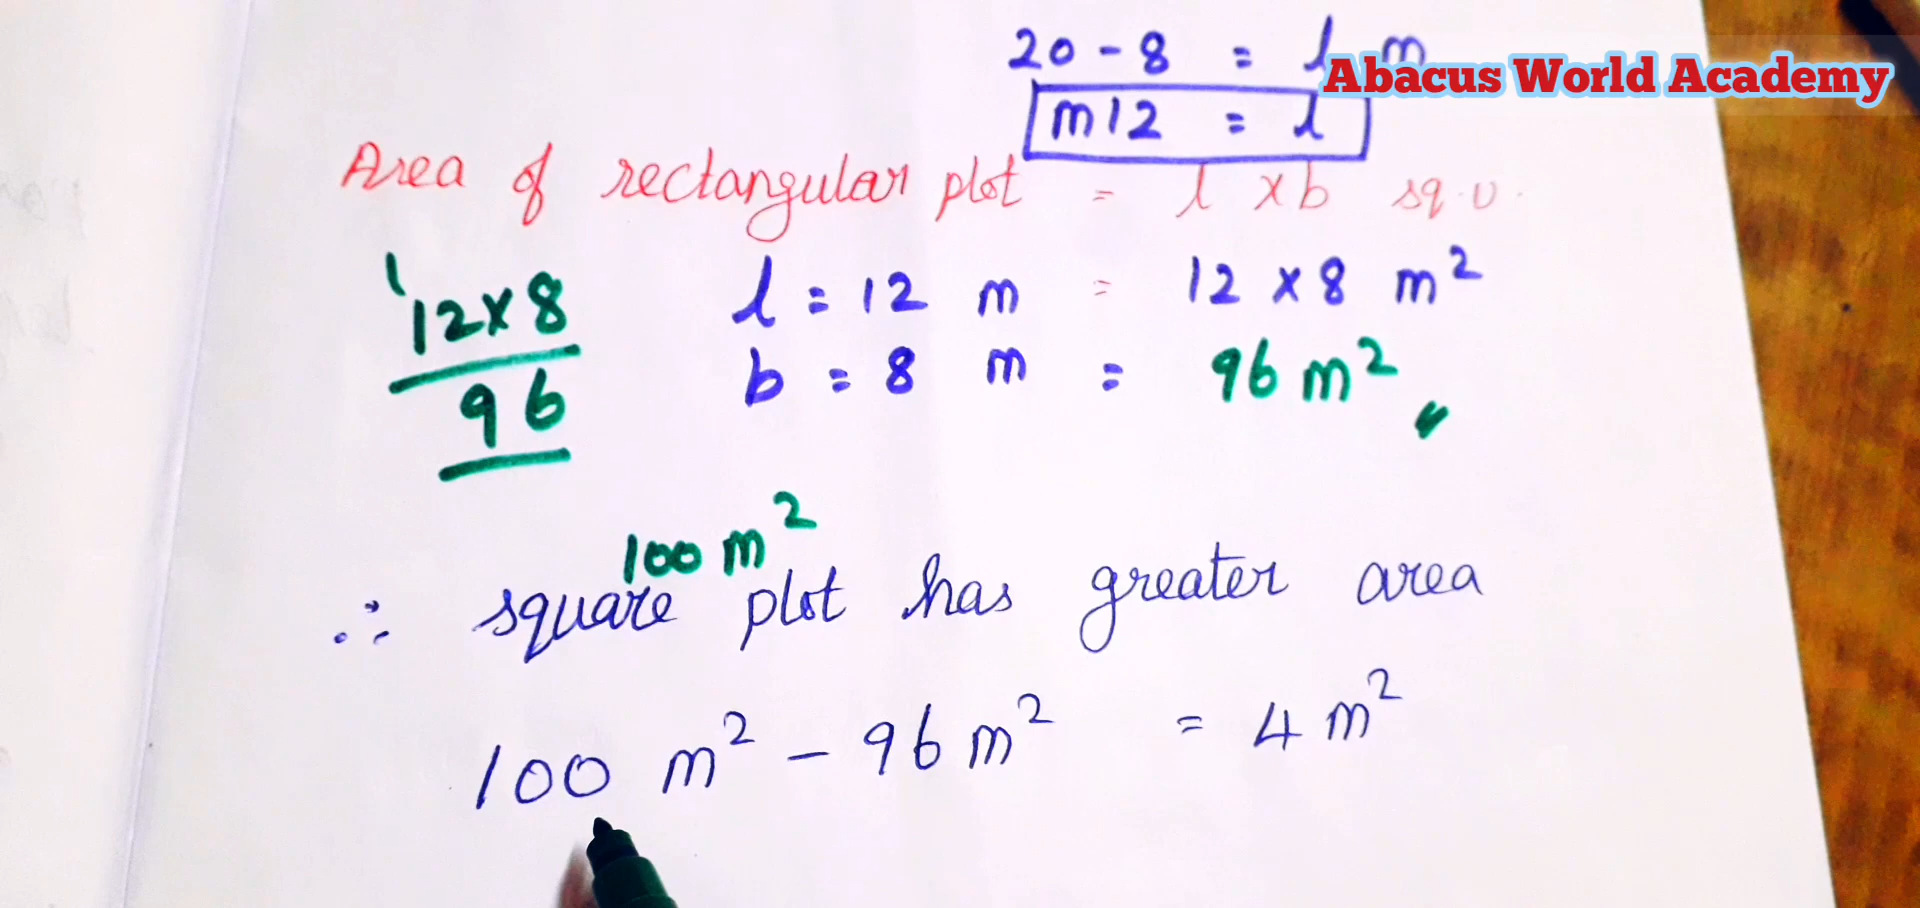 20 - 8 = l m
Abacus World Academy
m12 = l
Area of rectangular plot = l x b sq.u.
1
12x8 l = 12 m = 12 x 8 m²
96 b = 8 m = 96 m²
100 m²
∴ square plot has greater area
100 m² - 96 m² = 4 m²